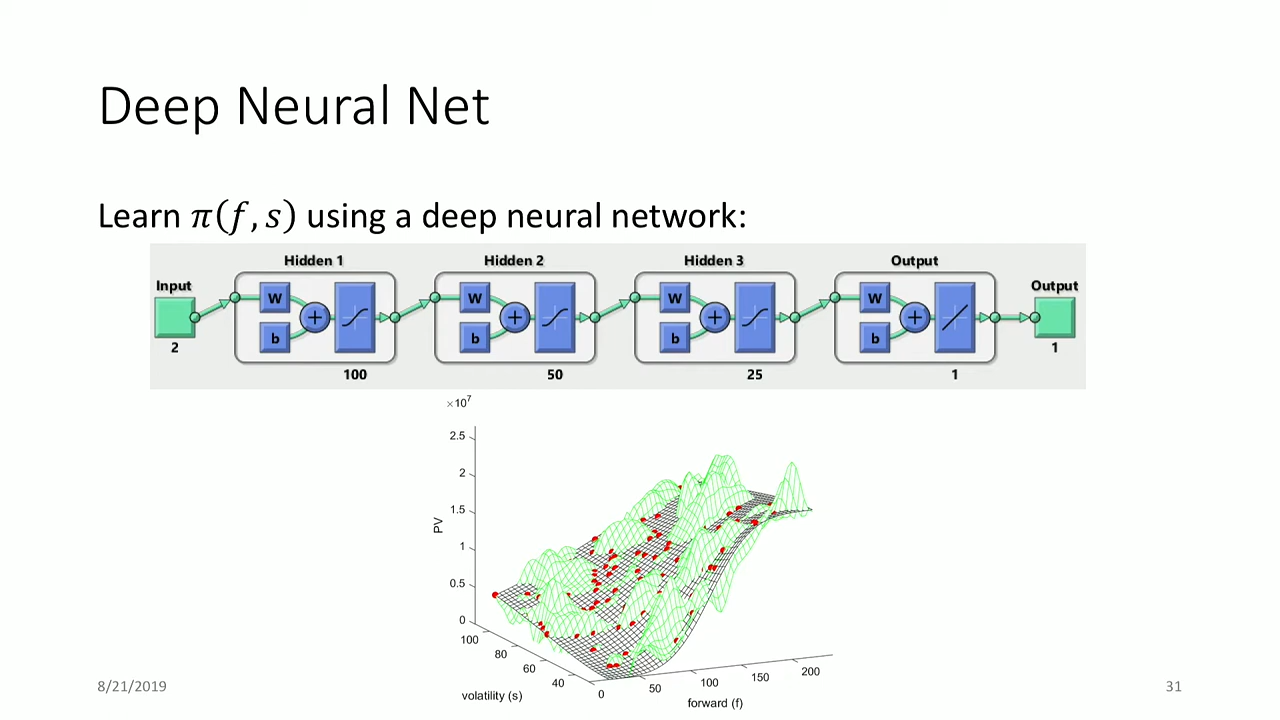 Deep Neural Net
Learn π(f, s) using a deep neural network:
Hidden 1 Hidden 2 Hidden 3 Output
Input Output
W W W W
+ + + +
b b b b
2 1
100 50 25 1
×10⁷
2.5
2
1.5
1
0.5
0
PV
100
80
60
40
volatility (s)
0
50
100
150
200
forward (f)
8/21/2019
31